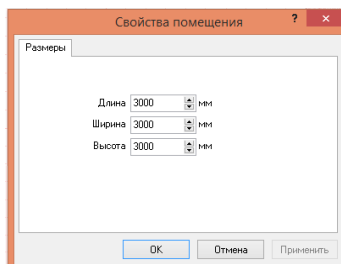 Свойства помещения ? ×
Размеры
Длина 3000 мм
Ширина 3000 мм
Высота 3000 мм
OK Отмена Применить